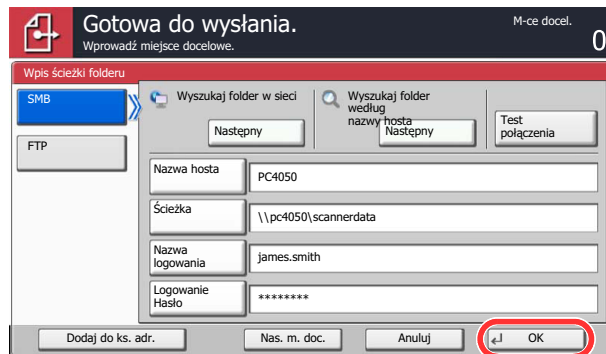 Gotowa do wysłania.
Wprowadź miejsce docelowe.
M-ce docel.
0
Wpis ścieżki folderu
SMB
FTP
Wyszukaj folder w sieci
Następny
Wyszukaj folder
według
nazwy hosta
Następny
Test
połączenia
Nazwa hosta
PC4050
Ścieżka
\\pc4050\scannerdata
Nazwa
logowania
james.smith
Logowanie
Hasło
********
Dodaj do ks. adr.
Nas. m. doc.
Anuluj
OK